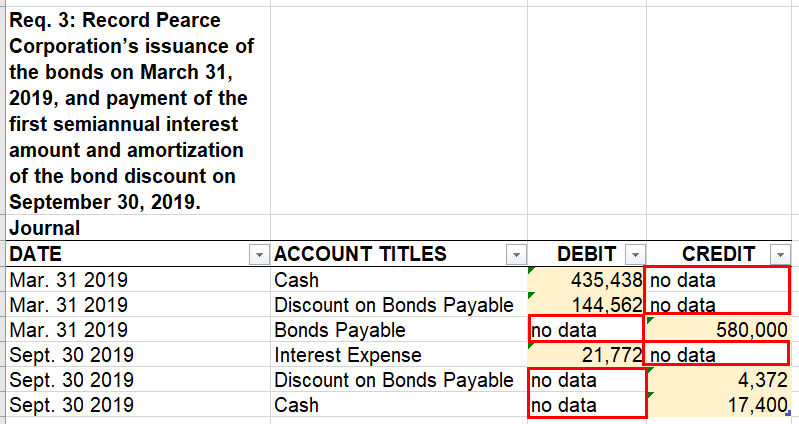 Req. 3: Record Pearce
Corporation’s issuance of
the bonds on March 31,
2019, and payment of the
first semiannual interest
amount and amortization
of the bond discount on
September 30, 2019.
Journal
DATE ACCOUNT TITLES DEBIT CREDIT
Mar. 31 2019 Cash 435,438 no data
Mar. 31 2019 Discount on Bonds Payable 144,562 no data
Mar. 31 2019 Bonds Payable no data 580,000
Sept. 30 2019 Interest Expense 21,772 no data
Sept. 30 2019 Discount on Bonds Payable no data 4,372
Sept. 30 2019 Cash no data 17,400